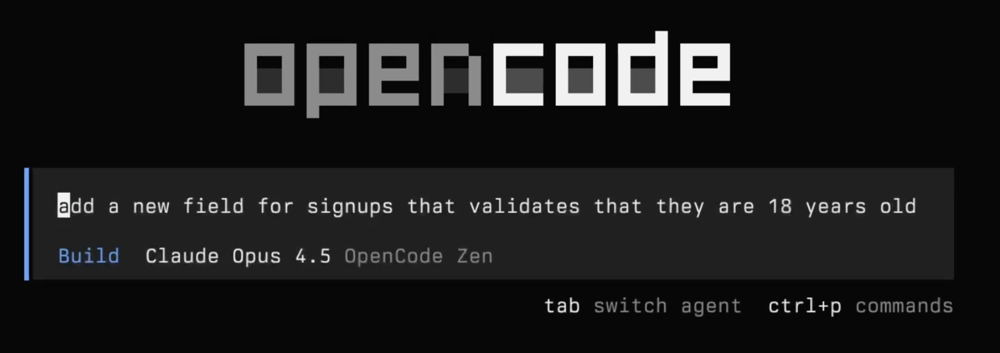 opencode
add a new field for signups that validates that they are 18 years old
Build Claude Opus 4.5 OpenCode Zen
tab switch agent ctrl+p commands